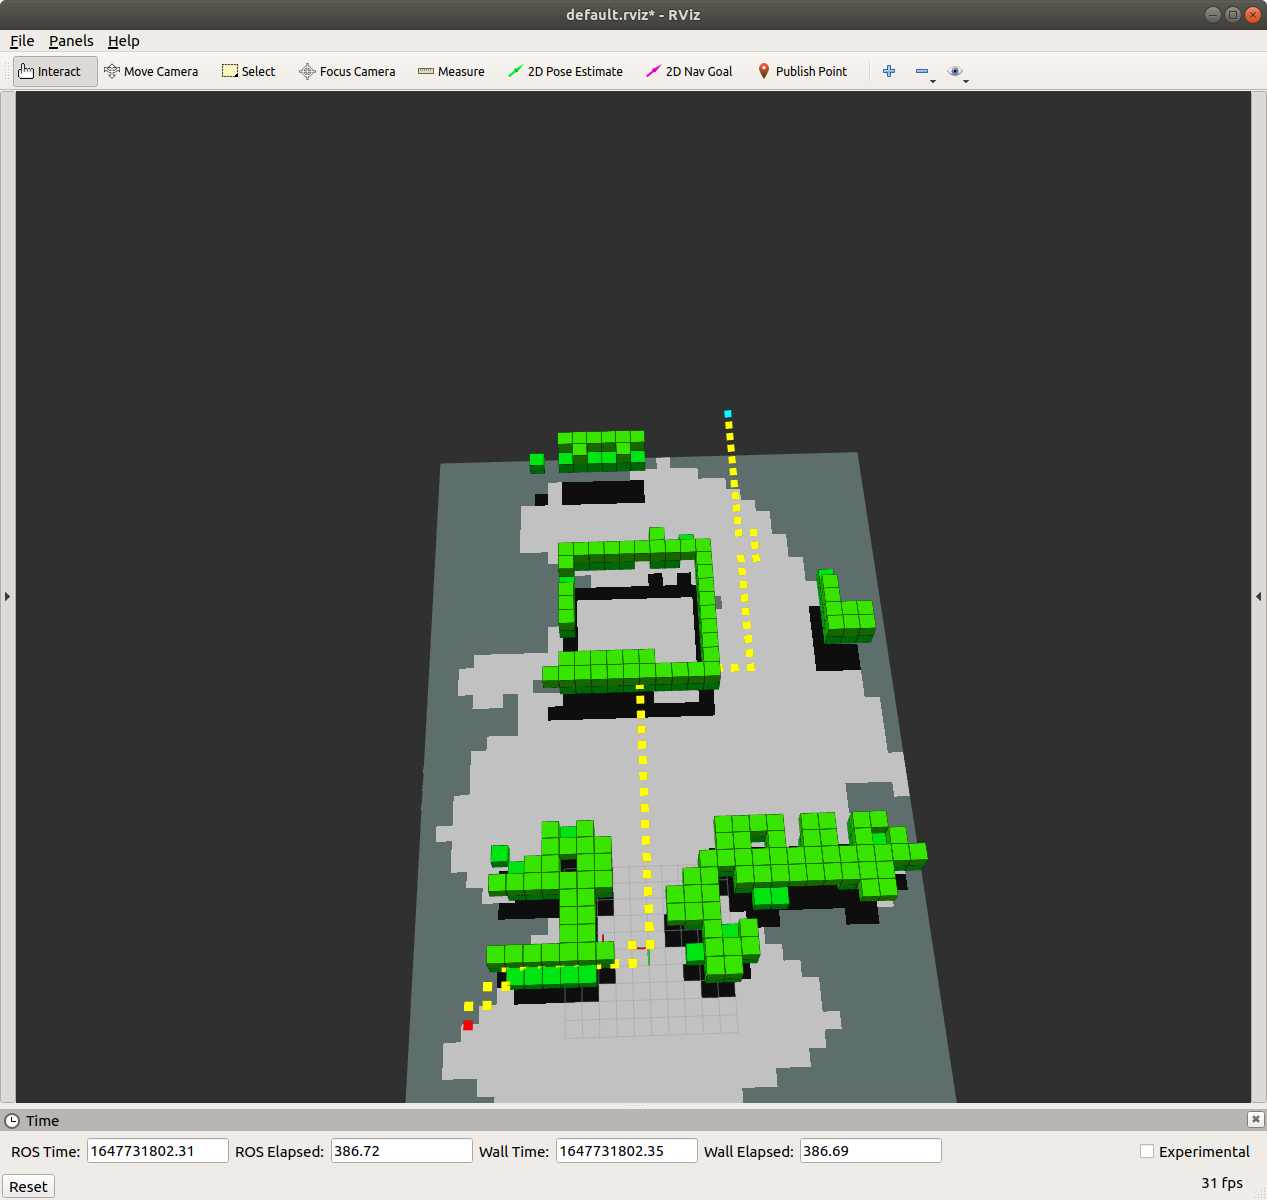 default.rviz* - RViz
File Panels Help
Interact Move Camera Select Focus Camera Measure 2D Pose Estimate 2D Nav Goal Publish Point
Time
ROS Time: 1647731802.31 ROS Elapsed: 386.72 Wall Time: 1647731802.35 Wall Elapsed: 386.69 Experimental
Reset 31 fps